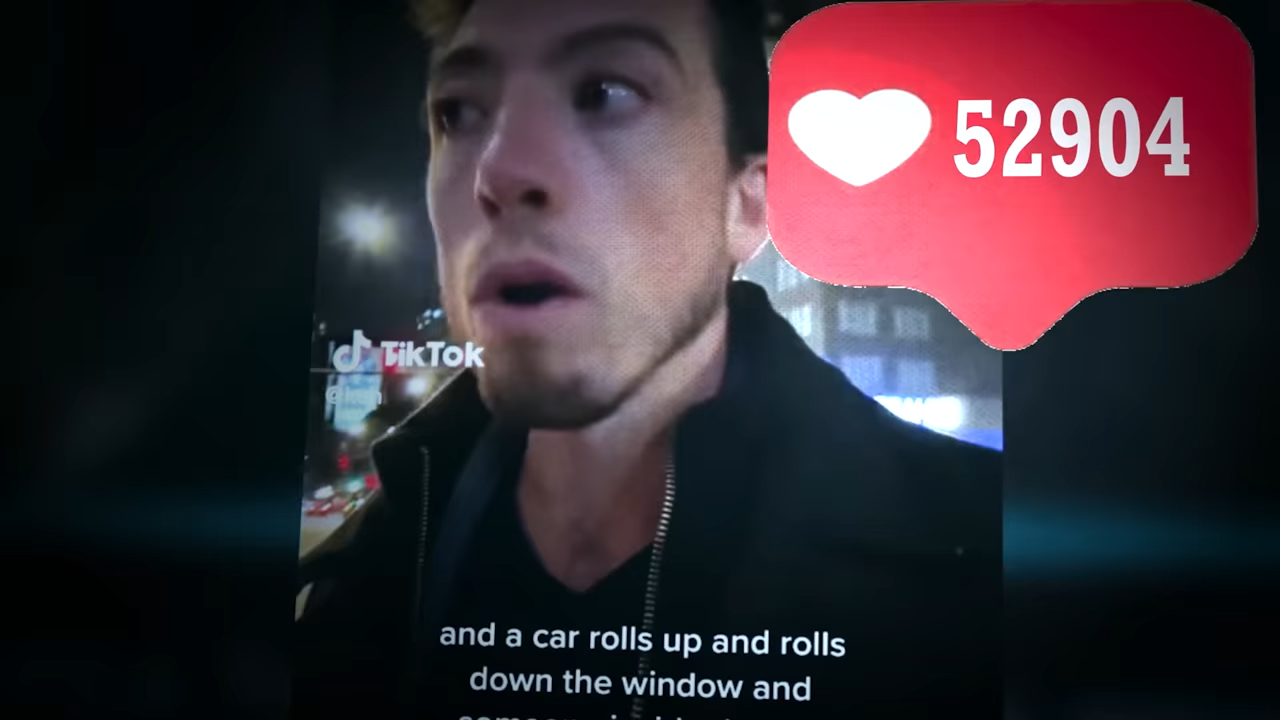 52904
TikTok
and a car rolls up and rolls
down the window and